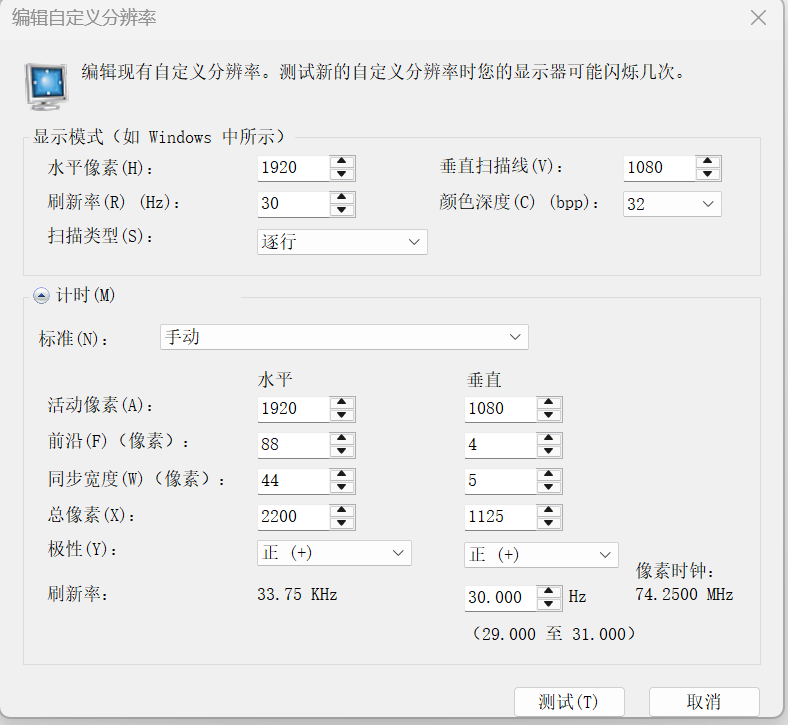 编辑自定义分辨率
编辑现有自定义分辨率。测试新的自定义分辨率时您的显示器可能闪烁几次。
显示模式（如 Windows 中所示）
水平像素(H): 1920 垂直扫描线(V): 1080
刷新率(R) (Hz): 30 颜色深度(C) (bpp): 32
扫描类型(S): 逐行
计时(M)
标准(N): 手动
水平 垂直
活动像素(A): 1920 1080
前沿(F)（像素）: 88 4
同步宽度(W)（像素）: 44 5
总像素(X): 2200 1125
极性(Y): 正 (+) 正 (+)
像素时钟:
刷新率: 33.75 KHz 30.000 Hz 74.2500 MHz
（29.000 至 31.000）
测试(T) 取消